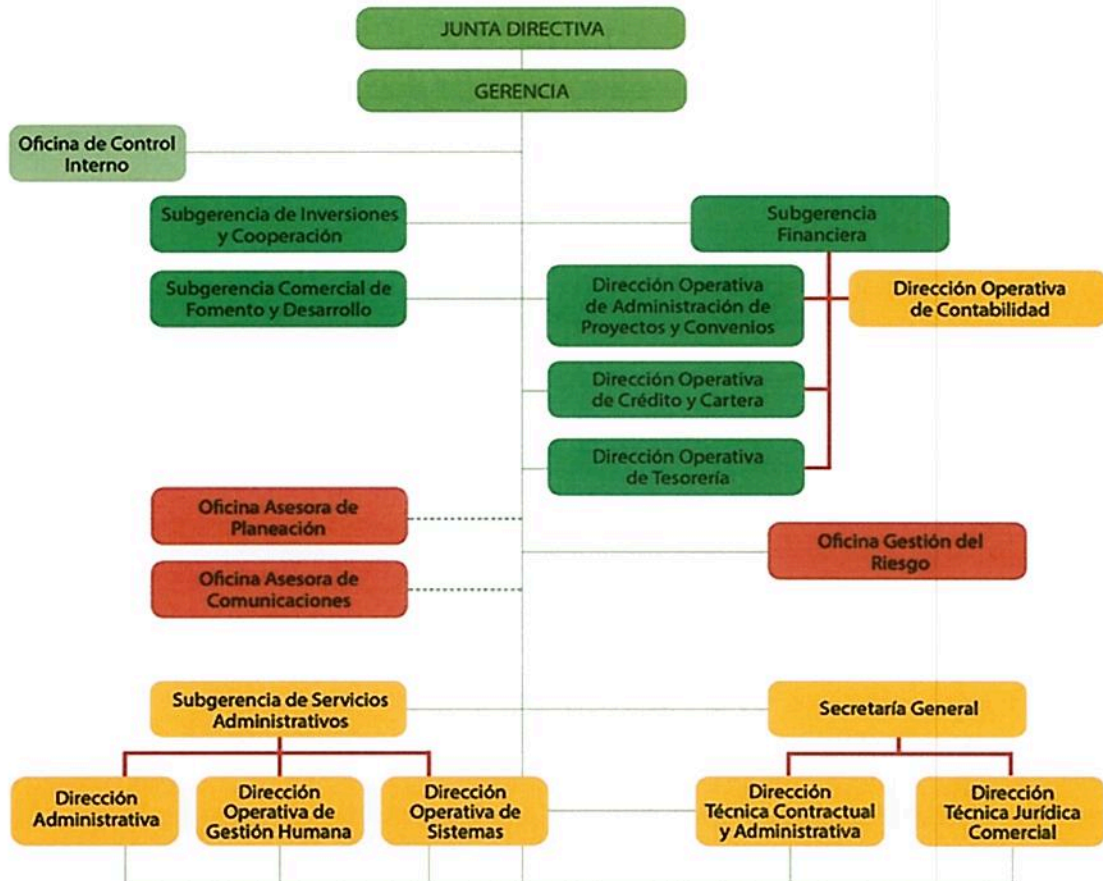 JUNTA DIRECTIVA
GERENCIA
Oficina de Control
Interno
Subgerencia de Inversiones
y Cooperación
Subgerencia
Financiera
Subgerencia Comercial de
Fomento y Desarrollo
Dirección Operativa
de Administración de
Proyectos y Convenios
Dirección Operativa
de Contabilidad
Dirección Operativa
de Crédito y Cartera
Dirección Operativa
de Tesorería
Oficina Asesora de
Planeación
Oficina Gestión del
Riesgo
Oficina Asesora de
Comunicaciones
Subgerencia de Servicios
Administrativos
Secretaría General
Dirección
Administrativa
Dirección
Operativa de
Gestión Humana
Dirección
Operativa de
Sistemas
Dirección
Técnica Contractual
y Administrativa
Dirección
Técnica Jurídica
Comercial